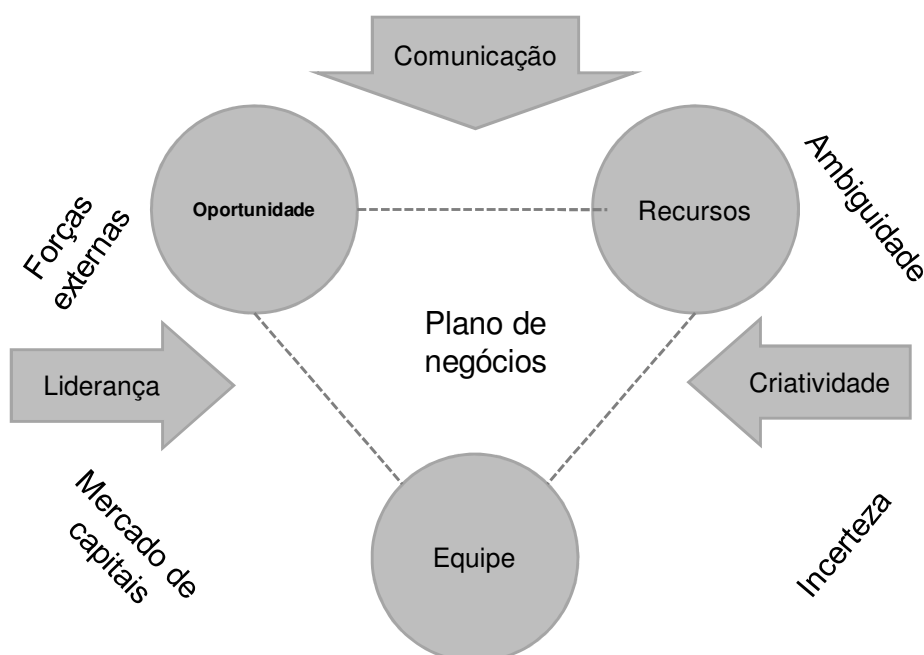 Comunicação
Oportunidade
Recursos
Ambiguidade
Forças
externas
Plano de
negócios
Liderança
Criatividade
Mercado de
capitais
Equipe
Incerteza